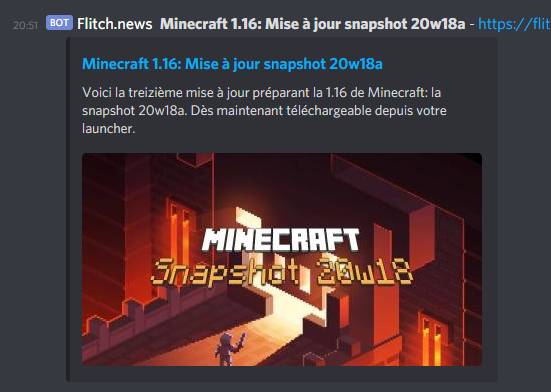 20:51 BOT Flitch.news Minecraft 1.16: Mise à jour snapshot 20w18a - https://flit
Minecraft 1.16: Mise à jour snapshot 20w18a
Voici la treizième mise à jour préparant la 1.16 de Minecraft: la
snapshot 20w18a. Dès maintenant téléchargeable depuis votre
launcher.
MINECRAFT
Snapshot 20w18